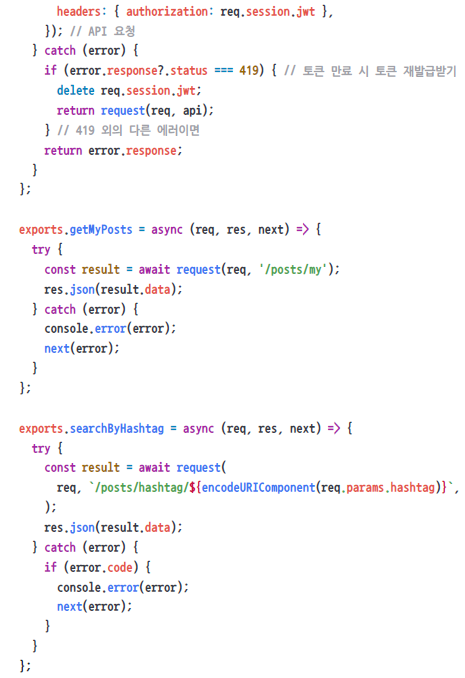 headers: { authorization: req.session.jwt },
}); // API 요청
} catch (error) {
if (error.response?.status === 419) { // 토큰 만료 시 토큰 재발급받기
delete req.session.jwt;
return request(req, api);
} // 419 외의 다른 에러이면
return error.response;
}
};
exports.getMyPosts = async (req, res, next) => {
try {
const result = await request(req, '/posts/my');
res.json(result.data);
} catch (error) {
console.error(error);
next(error);
}
};
exports.searchByHashtag = async (req, res, next) => {
try {
const result = await request(
req, `/posts/hashtag/${encodeURIComponent(req.params.hashtag)}`,
);
res.json(result.data);
} catch (error) {
if (error.code) {
console.error(error);
next(error);
}
}
};